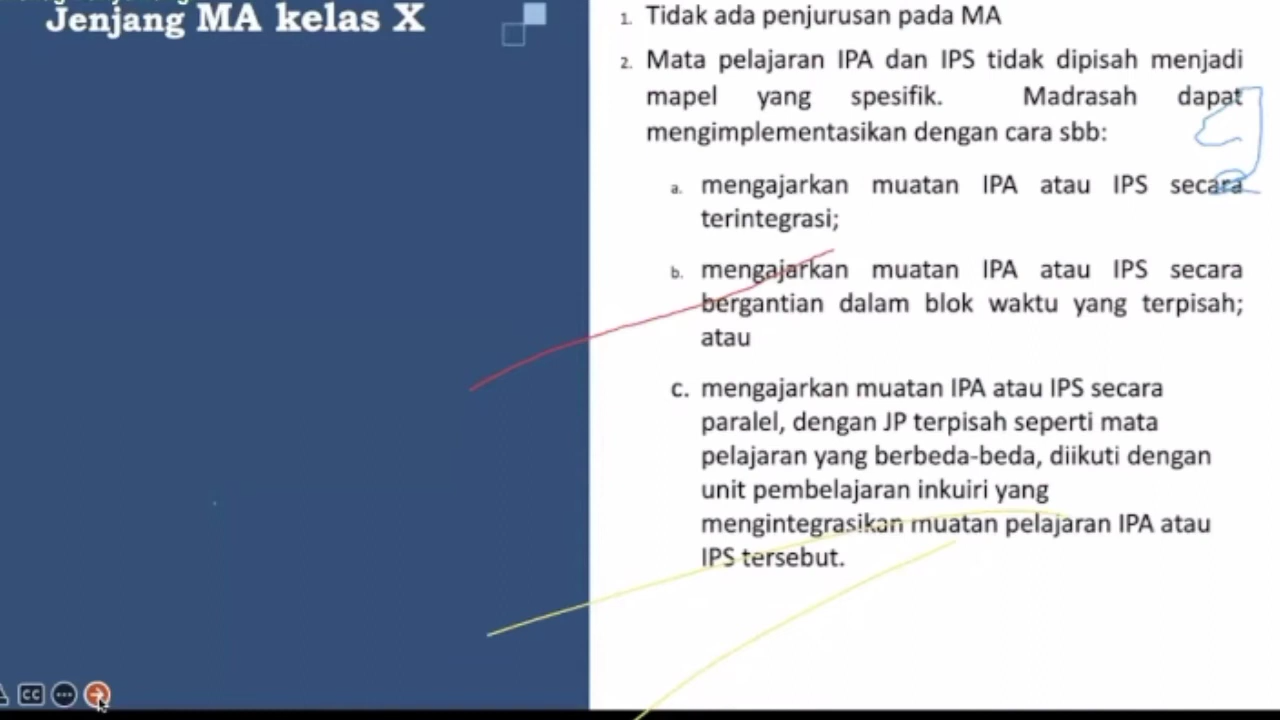 Jenjang MA kelas X
1. Tidak ada penjurusan pada MA
2. Mata pelajaran IPA dan IPS tidak dipisah menjadi
mapel yang spesifik. Madrasah dapat
mengimplementasikan dengan cara sbb:
a. mengajarkan muatan IPA atau IPS secara
terintegrasi;
b. mengajarkan muatan IPA atau IPS secara
bergantian dalam blok waktu yang terpisah;
atau
c. mengajarkan muatan IPA atau IPS secara
paralel, dengan JP terpisah seperti mata
pelajaran yang berbeda-beda, diikuti dengan
unit pembelajaran inkuiri yang
mengintegrasikan muatan pelajaran IPA atau
IPS tersebut.
CC